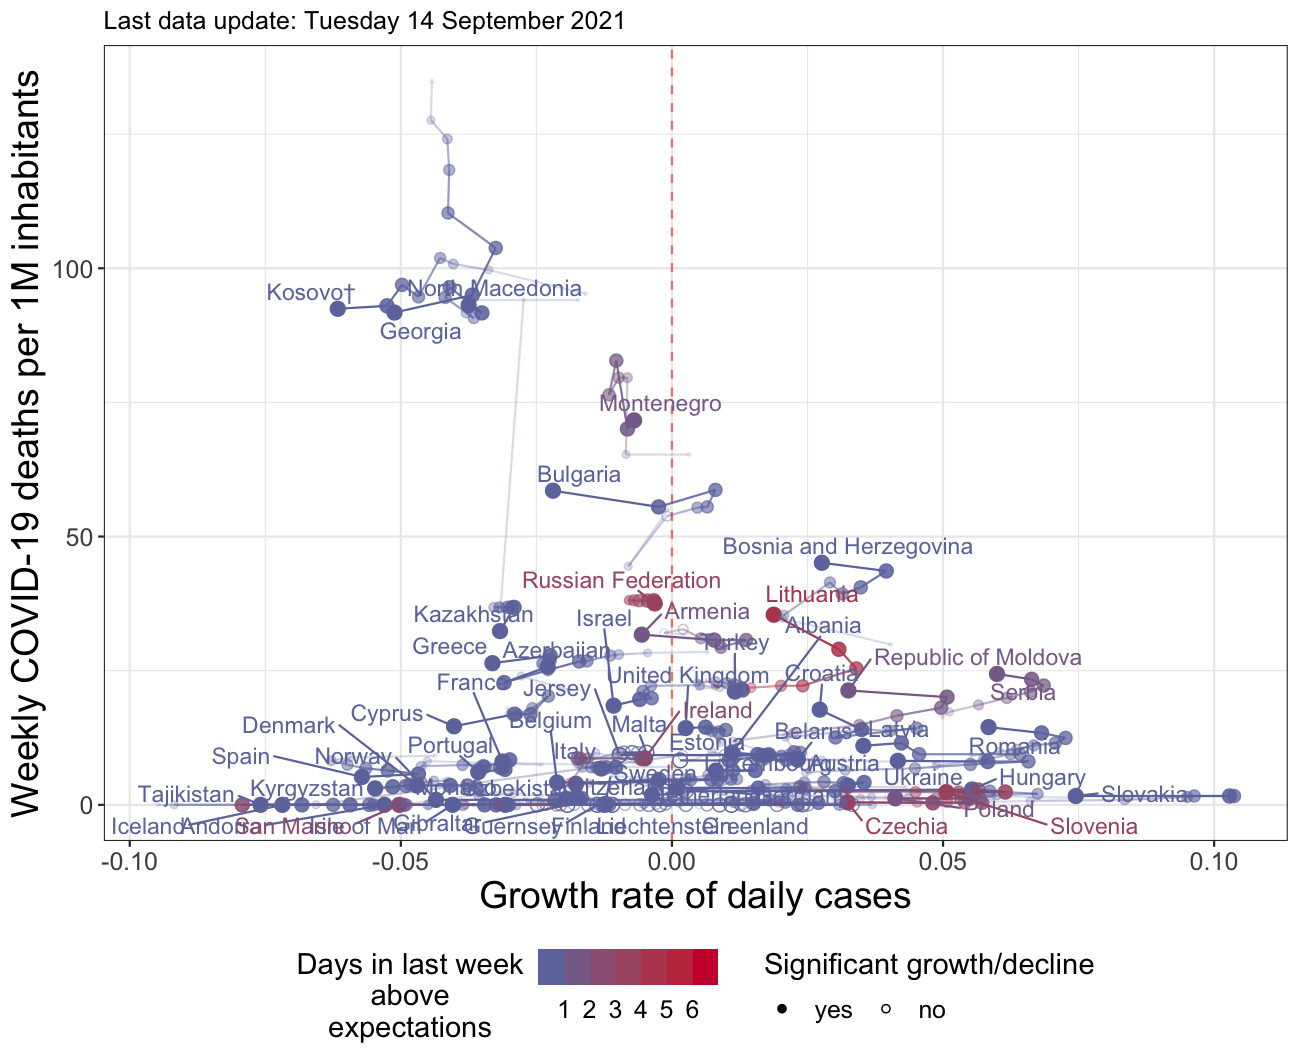 Last data update: Tuesday 14 September 2021
Weekly COVID-19 deaths per 1M inhabitants
100
50
0
Kosovo†
North Macedonia
Georgia
Montenegro
Bulgaria
Bosnia and Herzegovina
Russian Federation
Lithuania
Kazakhstan
Israel
Armenia
Albania
Greece
Azerbaijan
Turkey
Republic of Moldova
France
Jersey
United Kingdom
Croatia
Serbia
Cyprus
Belgium
Malta
Ireland
Denmark
Belarus
Latvia
Spain
Norway
Portugal
Italy
Estonia
Romania
Austria
Sweden
Ukraine
Hungary
Tajikistan
Kyrgyzstan
Slovakia
Poland
Iceland
Andorra
San Marino
Isle of Man
Gibraltar
Guernsey
Finland
Liechtenstein
Greenland
Czechia
Slovenia
-0.10
-0.05
0.00
0.05
0.10
Growth rate of daily cases
Days in last week
above
expectations
1 2 3 4 5 6
Significant growth/decline
yes
no